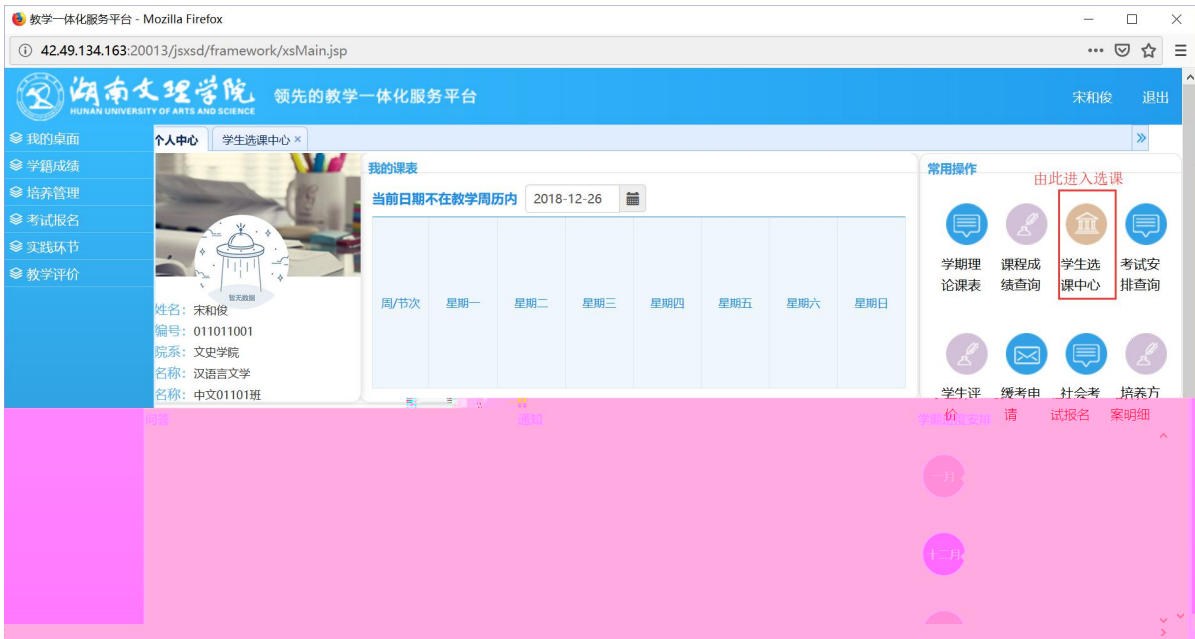 教学一体化服务平台 - Mozilla Firefox
42.49.134.163:20013/jsxsd/framework/xsMain.jsp
湖南文理学院
HUNAN UNIVERSITY OF ARTS AND SCIENCE
领先的教学一体化服务平台
宋和俊 退出
我的桌面
学籍成绩
培养管理
考试报名
实践环节
教学评价
个人中心 学生选课中心 ×
暂无数据
姓名: 宋和俊
编号: 011011001
院系: 文史学院
名称: 汉语言文学
名称: 中文01101班
我的课表
当前日期不在教学周历内 2018-12-26
周/节次 星期一 星期二 星期三 星期四 星期五 星期六 星期日
常用操作
由此进入选课
学期理论课表
课程成绩查询
学生选课中心
考试安排查询
学生评价
缓考申请
社会考试报名
培养方案明细
问答
通知
一月
十二月